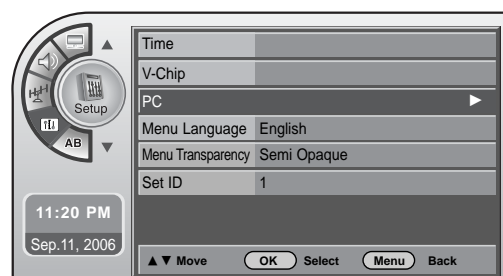 Setup
AB
11:20 PM
Sep.11, 2006
Time
V-Chip
PC
Menu Language English
Menu Transparency Semi Opaque
Set ID 1
▲ ▼ Move OK Select Menu Back